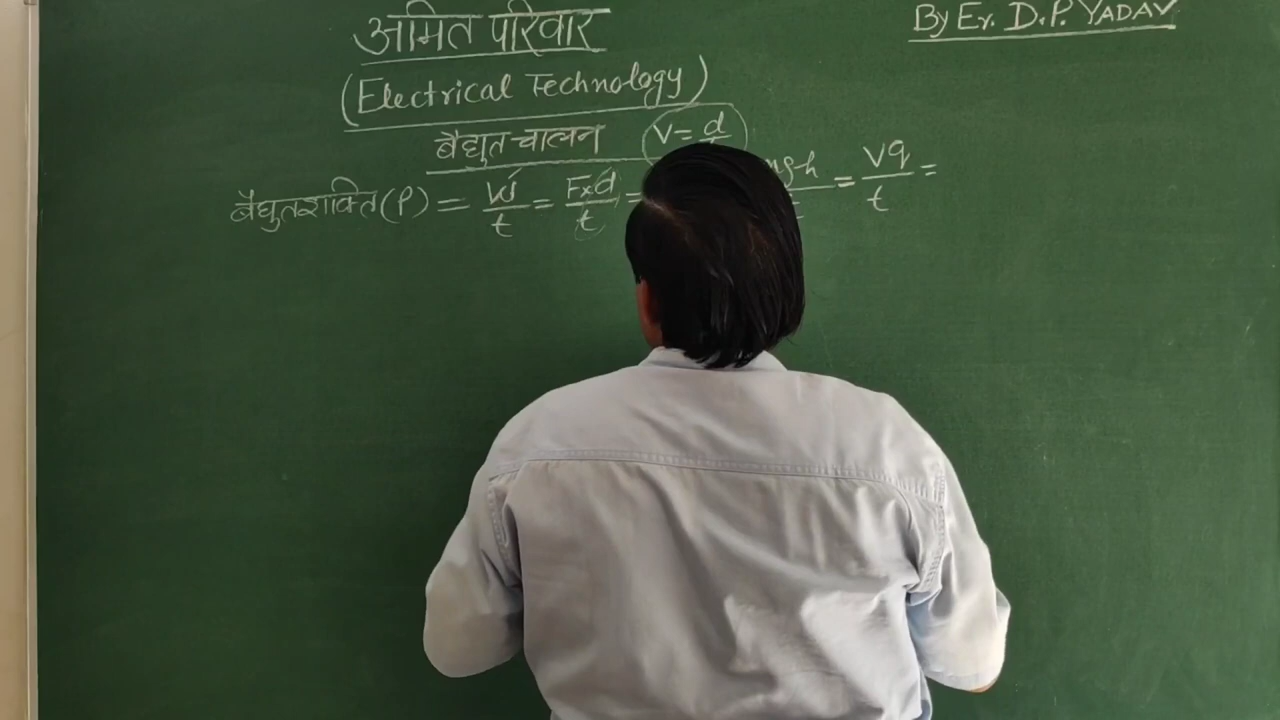 अमित परिवार
By Er. D.P. YADAV
(Electrical Technology)
बैद्युत चालन
V = d
बैद्युतशक्ति (P) = W/t = F×d/t = = Vq/t =